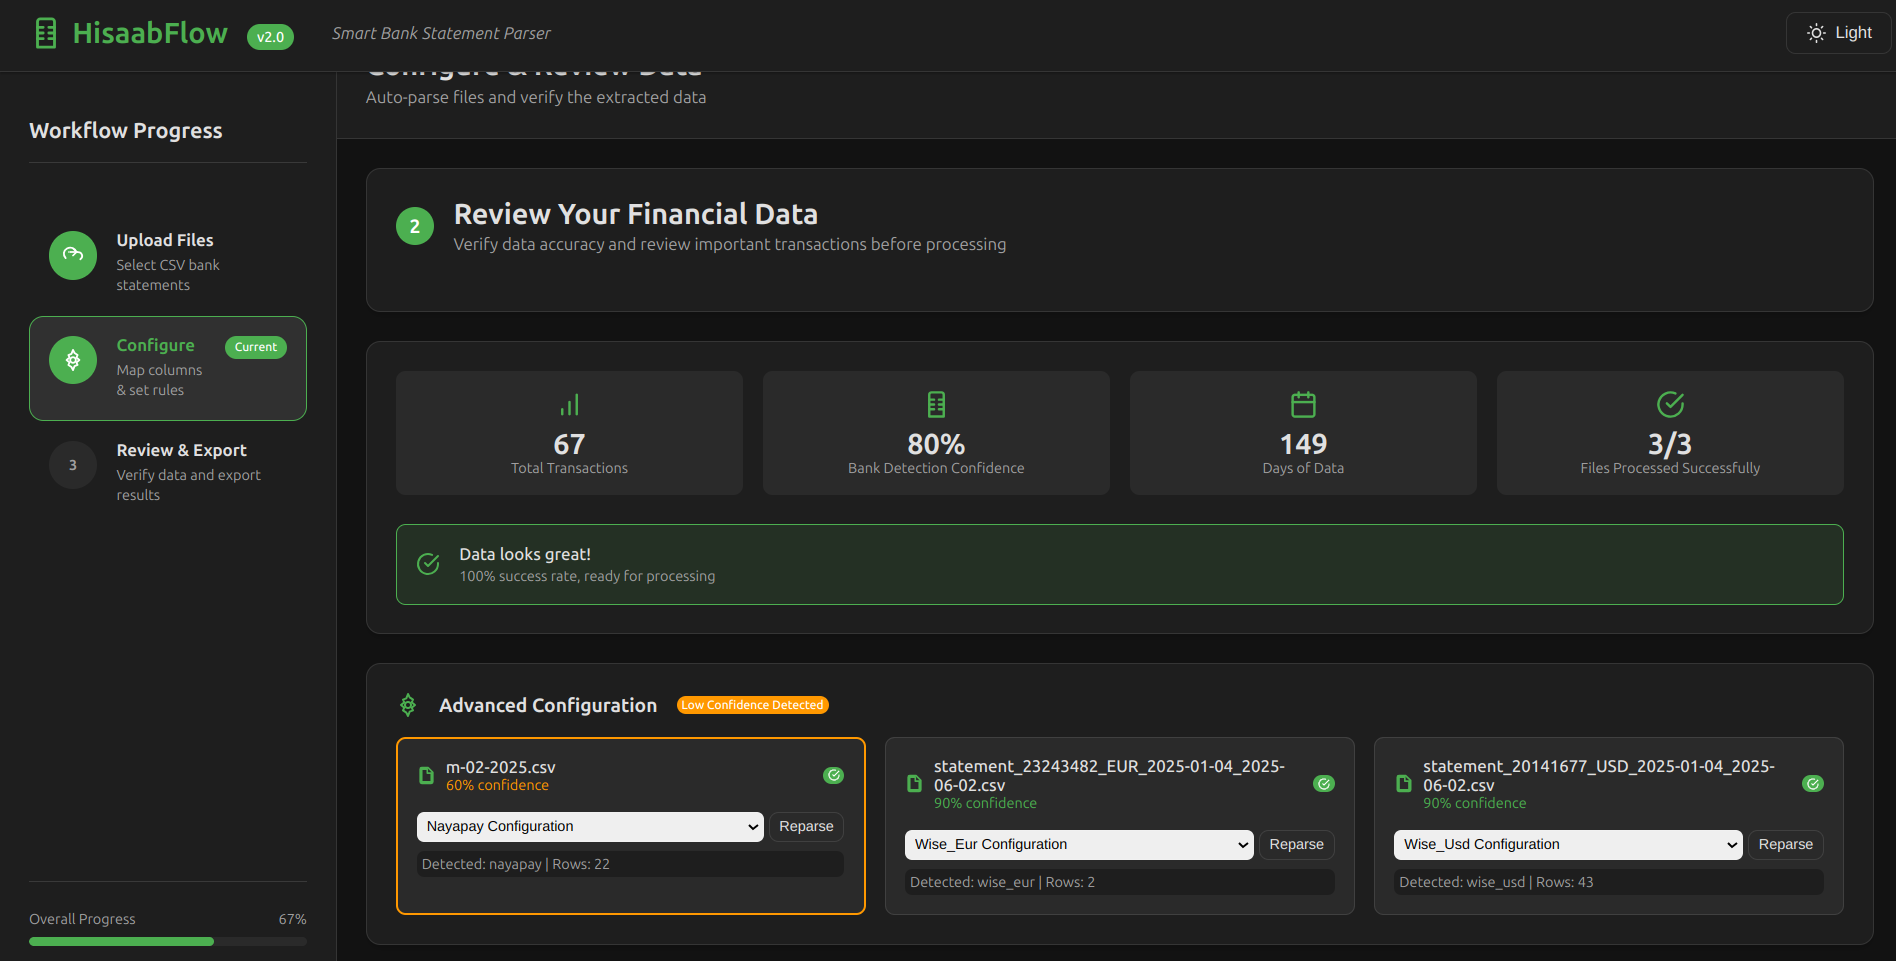 HisaabFlow v2.0 Smart Bank Statement Parser Light
Configure & Review Data
Auto-parse files and verify the extracted data
Workflow Progress
Upload Files
Select CSV bank
statements
Configure Current
Map columns
& set rules
3
Review & Export
Verify data and export
results
Overall Progress 67%
2
Review Your Financial Data
Verify data accuracy and review important transactions before processing
67
Total Transactions
80%
Bank Detection Confidence
149
Days of Data
3/3
Files Processed Successfully
Data looks great!
100% success rate, ready for processing
Advanced Configuration Low Confidence Detected
m-02-2025.csv
60% confidence
Nayapay Configuration Reparse
Detected: nayapay | Rows: 22
statement_23243482_EUR_2025-01-04_2025-
06-02.csv
90% confidence
Wise_Eur Configuration Reparse
Detected: wise_eur | Rows: 2
statement_20141677_USD_2025-01-04_2025-
06-02.csv
90% confidence
Wise_Usd Configuration Reparse
Detected: wise_usd | Rows: 43